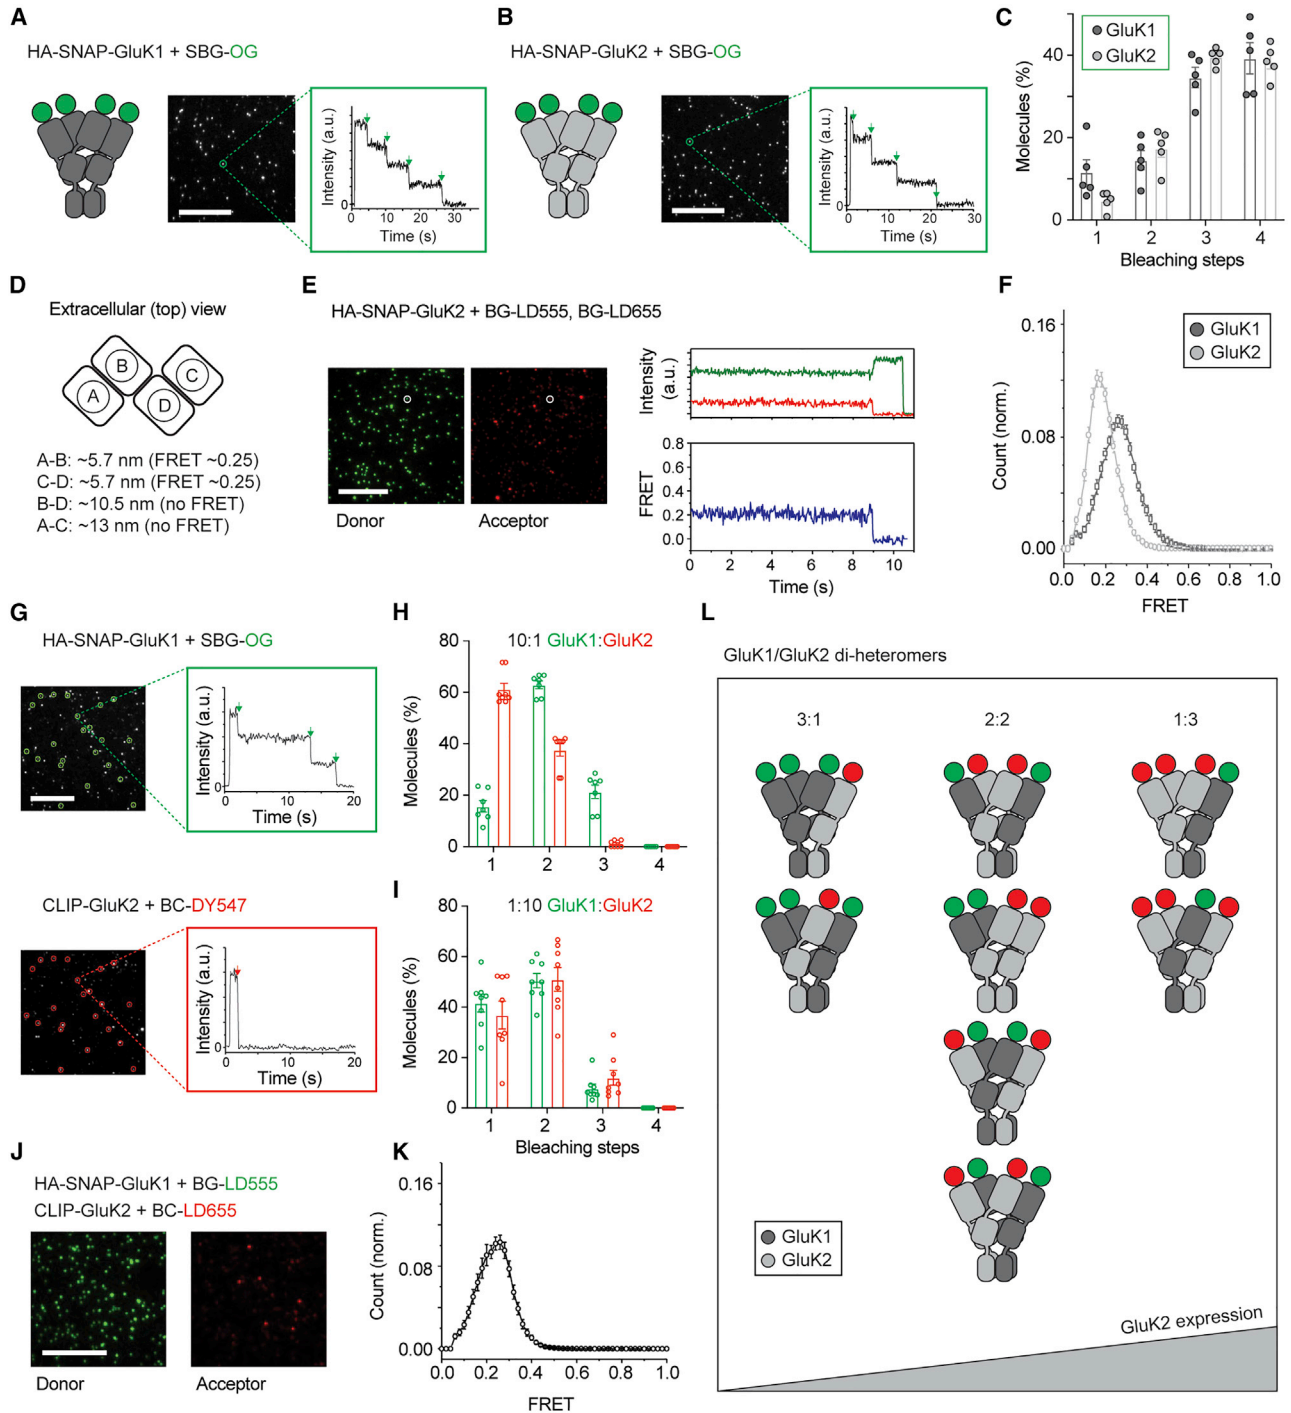 A
HA-SNAP-GluK1 + SBG-OG
Intensity (a.u.)
0
0 10 20 30
Time (s)
B
HA-SNAP-GluK2 + SBG-OG
Intensity (a.u.)
0
0 10 20 30
Time (s)
C
GluK1
GluK2
Molecules (%)
40
20
0
1 2 3 4
Bleaching steps
D
Extracellular (top) view
A
B
C
D
A-B: ~5.7 nm (FRET ~0.25)
C-D: ~5.7 nm (FRET ~0.25)
B-D: ~10.5 nm (no FRET)
A-C: ~13 nm (no FRET)
E
HA-SNAP-GluK2 + BG-LD555, BG-LD655
Donor
Acceptor
Intensity
(a.u.)
FRET
0.8
0.6
0.4
0.2
0.0
0 2 4 6 8 10
Time (s)
F
GluK1
GluK2
Count (norm.)
0.16
0.08
0.00
0.0 0.2 0.4 0.6 0.8 1.0
FRET
G
HA-SNAP-GluK1 + SBG-OG
Intensity (a.u.)
0
0 10 20
Time (s)
CLIP-GluK2 + BC-DY547
Intensity (a.u.)
0
0 10 20
Time (s)
H
10:1 GluK1:GluK2
Molecules (%)
80
60
40
20
0
1 2 3 4
I
1:10 GluK1:GluK2
Molecules (%)
80
60
40
20
0
1 2 3 4
Bleaching steps
J
HA-SNAP-GluK1 + BG-LD555
CLIP-GluK2 + BC-LD655
Donor
Acceptor
K
Count (norm.)
0.16
0.08
0.00
0.0 0.2 0.4 0.6 0.8 1.0
FRET
L
GluK1/GluK2 di-heteromers
3:1 2:2 1:3
GluK1
GluK2
GluK2 expression